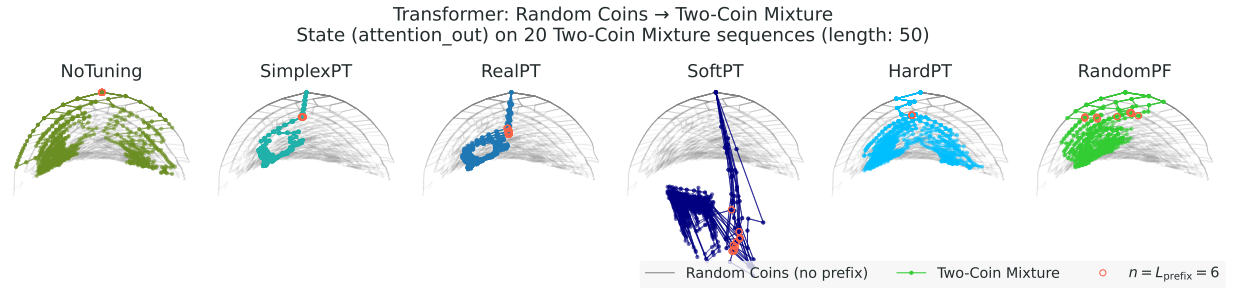 Transformer: Random Coins → Two-Coin Mixture
State (attention_out) on 20 Two-Coin Mixture sequences (length: 50)
NoTuning
SimplexPT
RealPT
SoftPT
HardPT
RandomPF
Random Coins (no prefix)
Two-Coin Mixture
n = L_prefix = 6